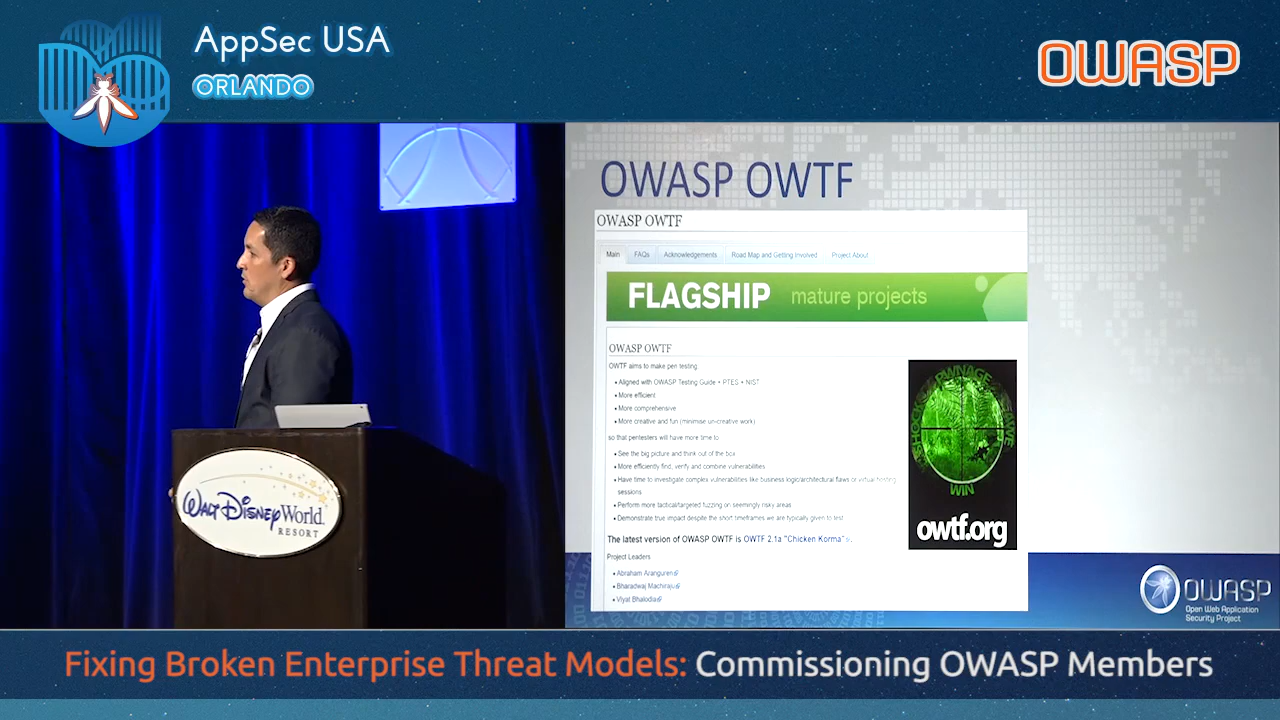 AppSec USA
ORLANDO
OWASP
WALT DISNEY World.
RESORT
OWASP OWTF
OWASP OWTF
Main FAQs Acknowledgements Road Map and Getting Involved Project About
FLAGSHIP mature projects
OWASP OWTF
OWTF aims to make pen testing
• Aligned with OWASP Testing Guide + PTES + NIST
• More efficient
• More comprehensive
• More creative and fun (minimise un-creative work)
so that pentesters will have more time to
• See the big picture and think out of the box
• More efficiently find, verify and combine vulnerabilities
• Have time to investigate complex vulnerabilities like business logic/architectural flaws or virtual hosting
sessions
• Perform more tactical/targeted fuzzing on seemingly risky areas
• Demonstrate true impact despite the short timeframes we are typically given to test
The latest version of OWASP OWTF is OWTF 2.1a "Chicken Korma".
Project Leaders
• Abraham Aranguren
• Bharadwaj Machiraju
• Viyat Bhalodia
PWNAGE
WIN
owtf.org
OWASP
Open Web Application
Security Project
Fixing Broken Enterprise Threat Models: Commissioning OWASP Members